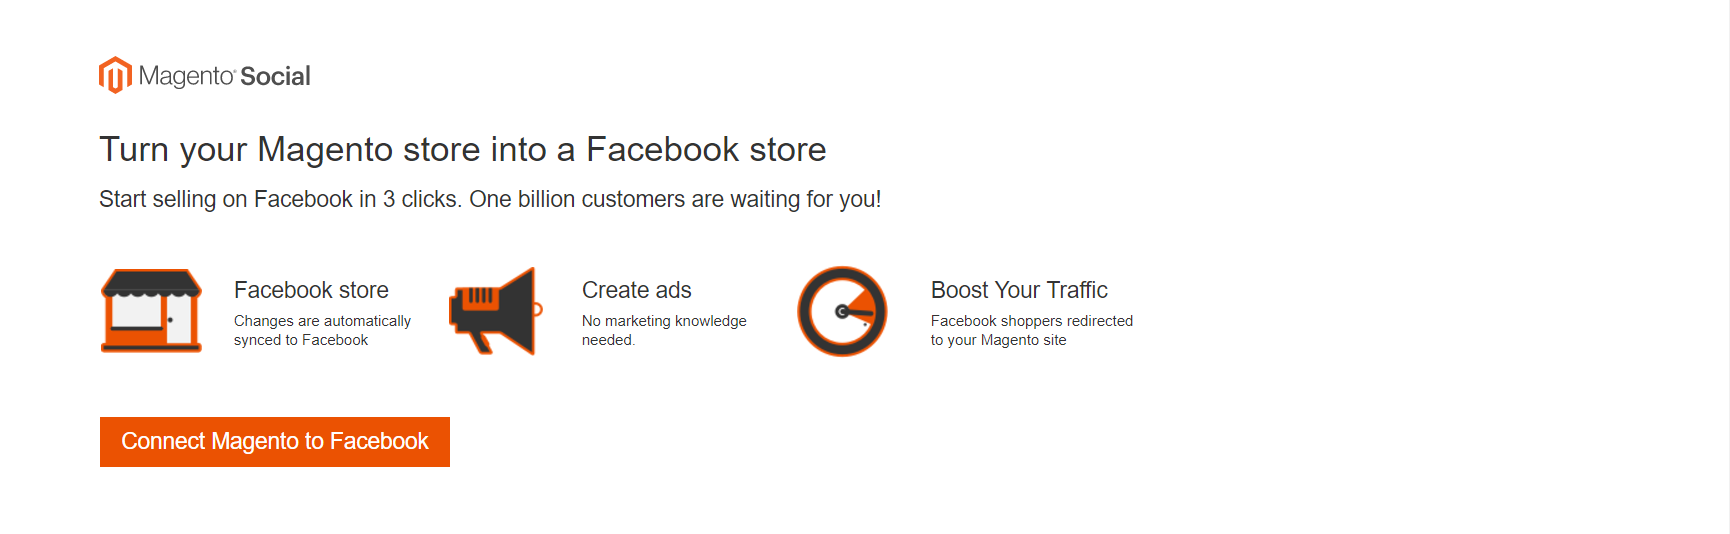 Magento® Social
Turn your Magento store into a Facebook store
Start selling on Facebook in 3 clicks. One billion customers are waiting for you!
Facebook store
Changes are automatically
synced to Facebook
Create ads
No marketing knowledge
needed.
Boost Your Traffic
Facebook shoppers redirected
to your Magento site
Connect Magento to Facebook